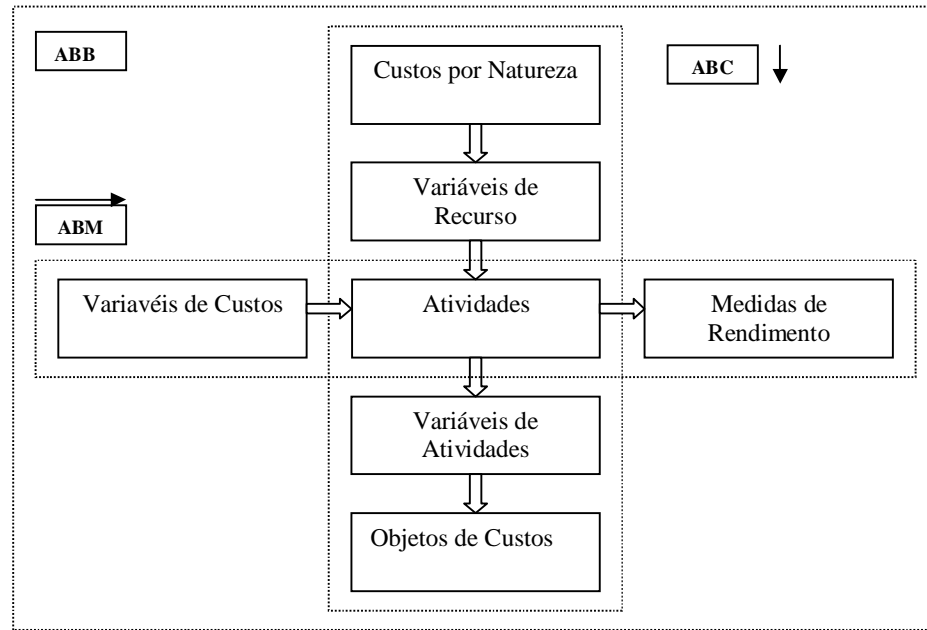 ABB
Custos por Natureza
ABC
Variáveis de
Recurso
ABM
Variavéis de Custos
Atividades
Medidas de
Rendimento
Variáveis de
Atividades
Objetos de Custos